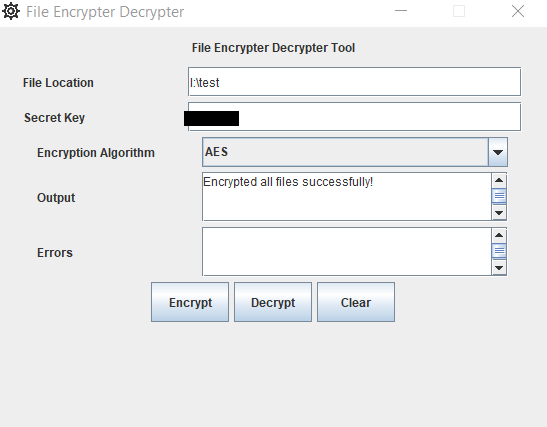 File Encrypter Decrypter
File Encrypter Decrypter Tool
File Location
I:\test
Secret Key
Encryption Algorithm
AES
Output
Encrypted all files successfully!
Errors
Encrypt
Decrypt
Clear